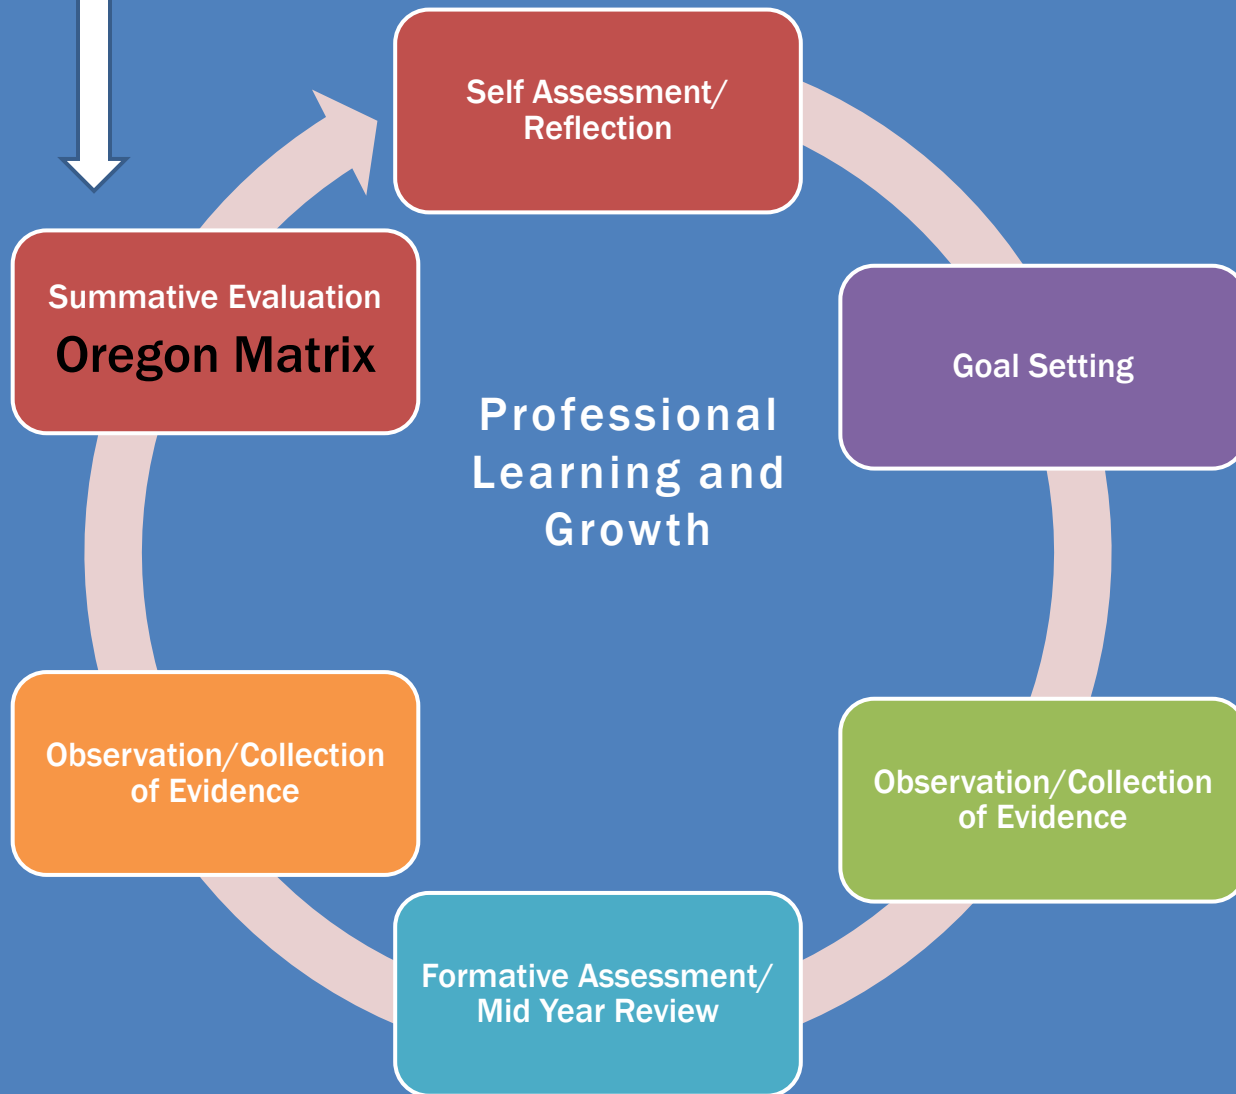 Self Assessment/
Reflection
Summative Evaluation
Oregon Matrix
Goal Setting
Professional
Learning and
Growth
Observation/Collection
of Evidence
Observation/Collection
of Evidence
Formative Assessment/
Mid Year Review